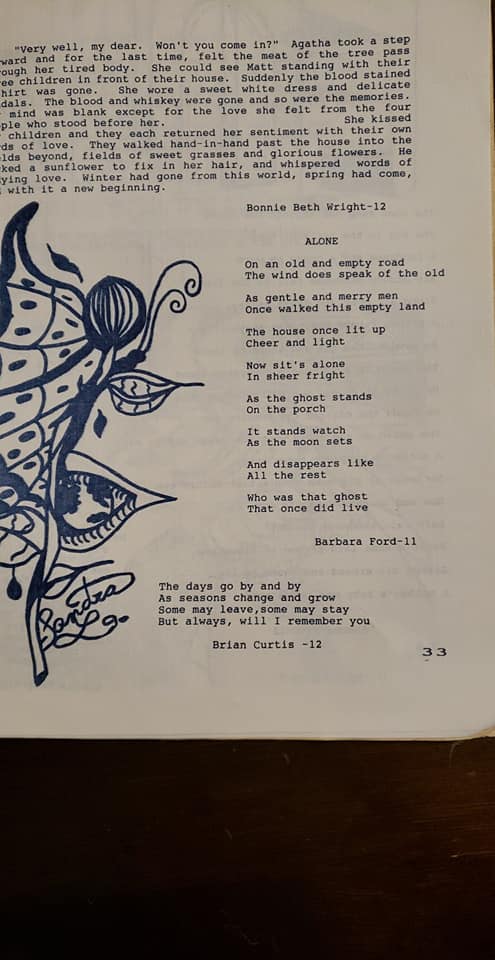 "Very well, my dear. Won't you come in?" Agatha took a step
ward and for the last time, felt the meat of the tree pass
rough her tired body. She could see Matt standing with their
ee children in front of their house. Suddenly the blood stained
hirt was gone. She wore a sweet white dress and delicate
dals. The blood and whiskey were gone and so were the memories.
mind was blank except for the love she felt from the four
ple who stood before her. She kissed
children and they each returned her sentiment with their own
ds of love. They walked hand-in-hand past the house into the
lds beyond, fields of sweet grasses and glorious flowers. He
ked a sunflower to fix in her hair, and whispered words of
ying love. Winter had gone from this world, spring had come,
with it a new beginning.
Bonnie Beth Wright-12
ALONE
On an old and empty road
The wind does speak of the old
As gentle and merry men
Once walked this empty land
The house once lit up
Cheer and light
Now sit's alone
In sheer fright
As the ghost stands
On the porch
It stands watch
As the moon sets
And disappears like
All the rest
Who was that ghost
That once did live
Barbara Ford-11
The days go by and by
As seasons change and grow
Some may leave,some may stay
But always, will I remember you
Brian Curtis -12
Sandra
33